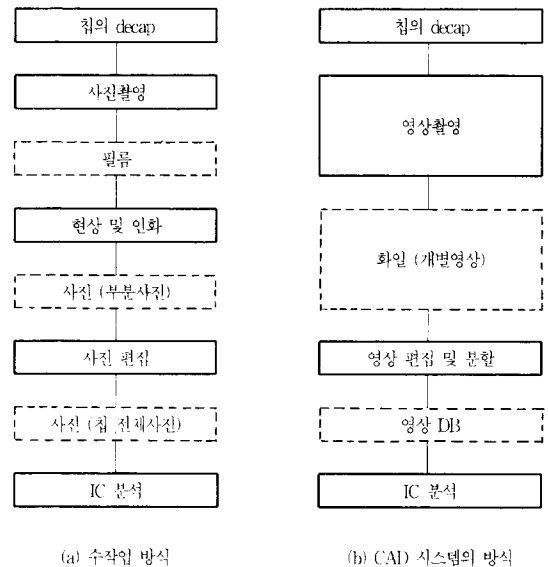 칩의 decap
사진촬영
필름
현상 및 인화
사진 (부분사진)
사진 편집
사진 (칩 전체사진)
IC 분석
(a) 수작업 방식
칩의 decap
영상촬영
화일 (개별영상)
영상 편집 및 분할
영상 DB
IC 분석
(b) CAID 시스템의 방식